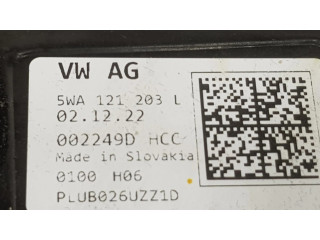 VW AG
5WA 121 203 L
02.12.22
002249D HCC
Made in Slovakia
0100 H06
PLUB026UZZ1D